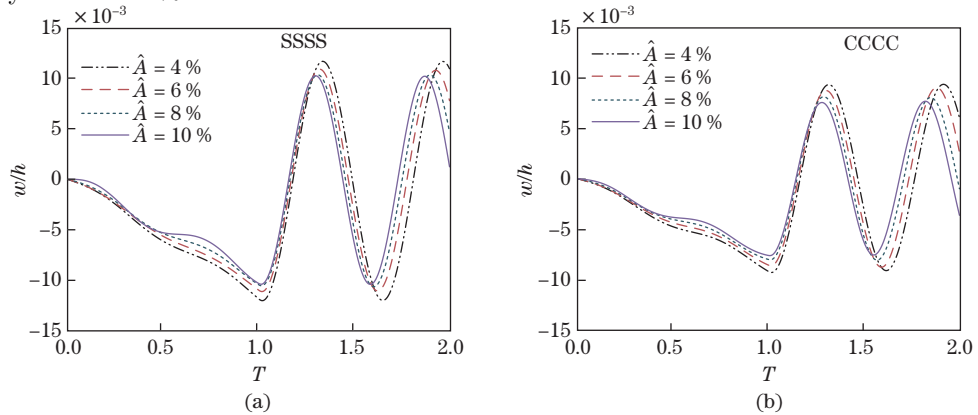 × 10⁻³
SSSS
Â = 4 %
Â = 6 %
Â = 8 %
Â = 10 %
15
10
5
0
−5
−10
−15
w/h
0.0
0.5
1.0
1.5
2.0
T
(a)
× 10⁻³
CCCC
Â = 4 %
Â = 6 %
Â = 8 %
Â = 10 %
15
10
5
0
−5
−10
−15
w/h
0.0
0.5
1.0
1.5
2.0
T
(b)